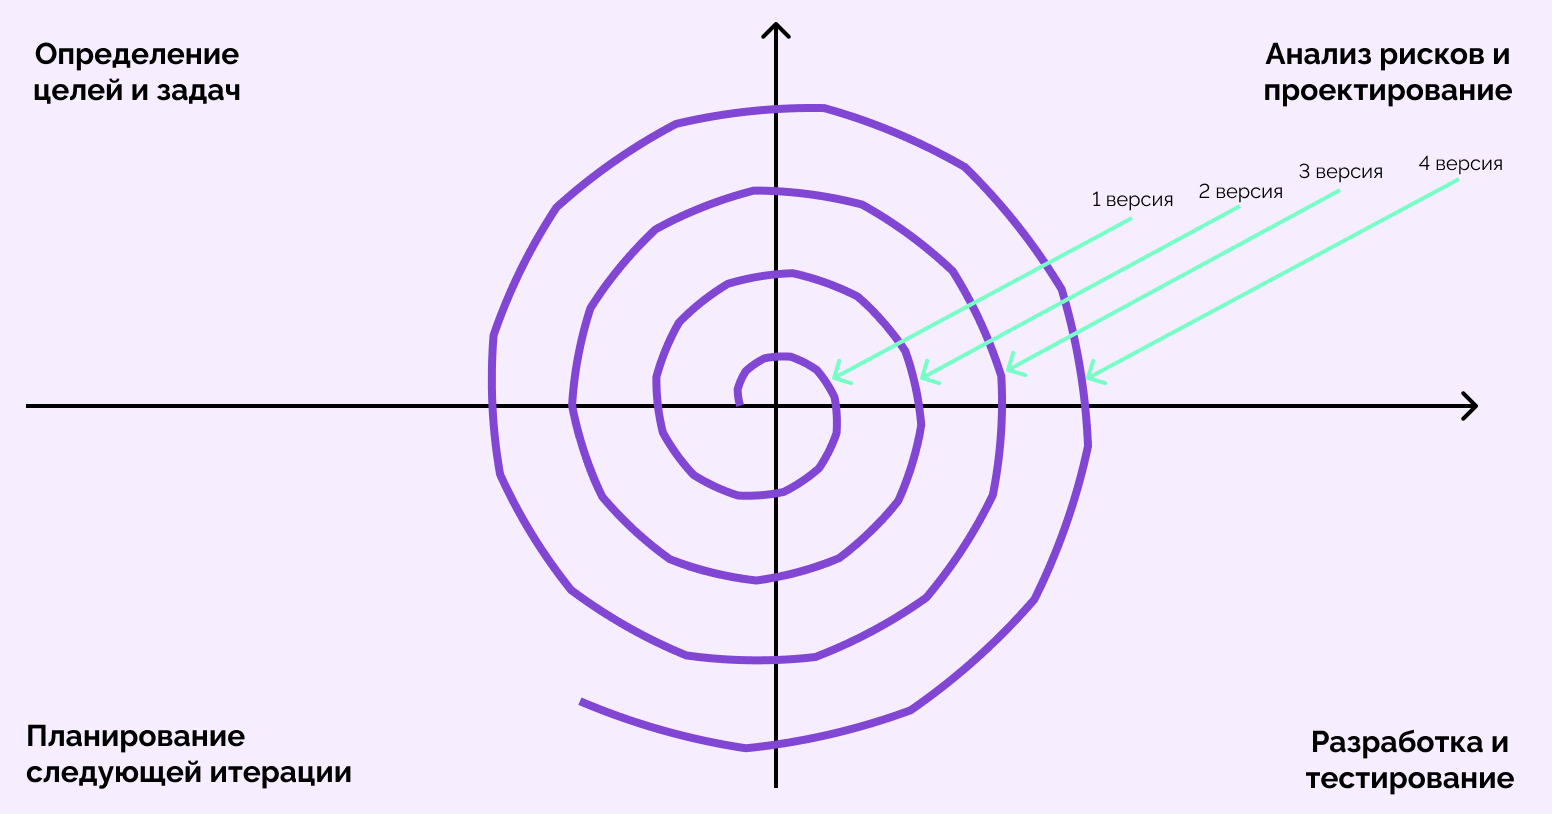 Определение
целей и задач
Анализ рисков и
проектирование
1 версия
2 версия
3 версия
4 версия
Планирование
следующей итерации
Разработка и
тестирование